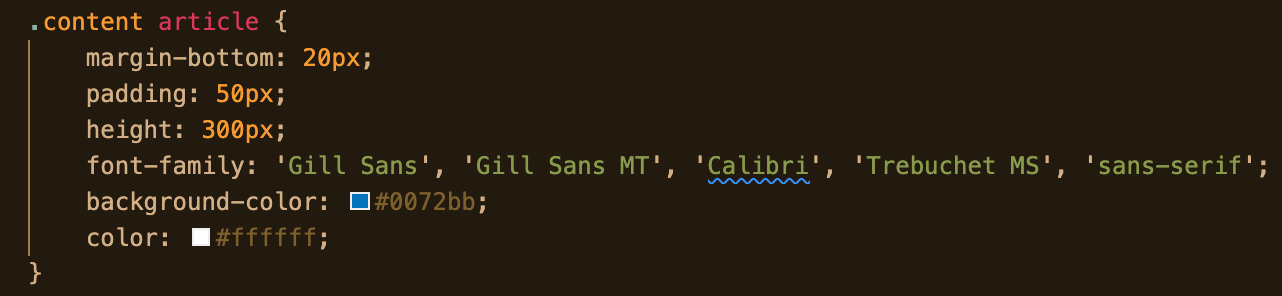 .content article {
    margin-bottom: 20px;
    padding: 50px;
    height: 300px;
    font-family: 'Gill Sans', 'Gill Sans MT', 'Calibri', 'Trebuchet MS', 'sans-serif';
    background-color: #0072bb;
    color: #ffffff;
}